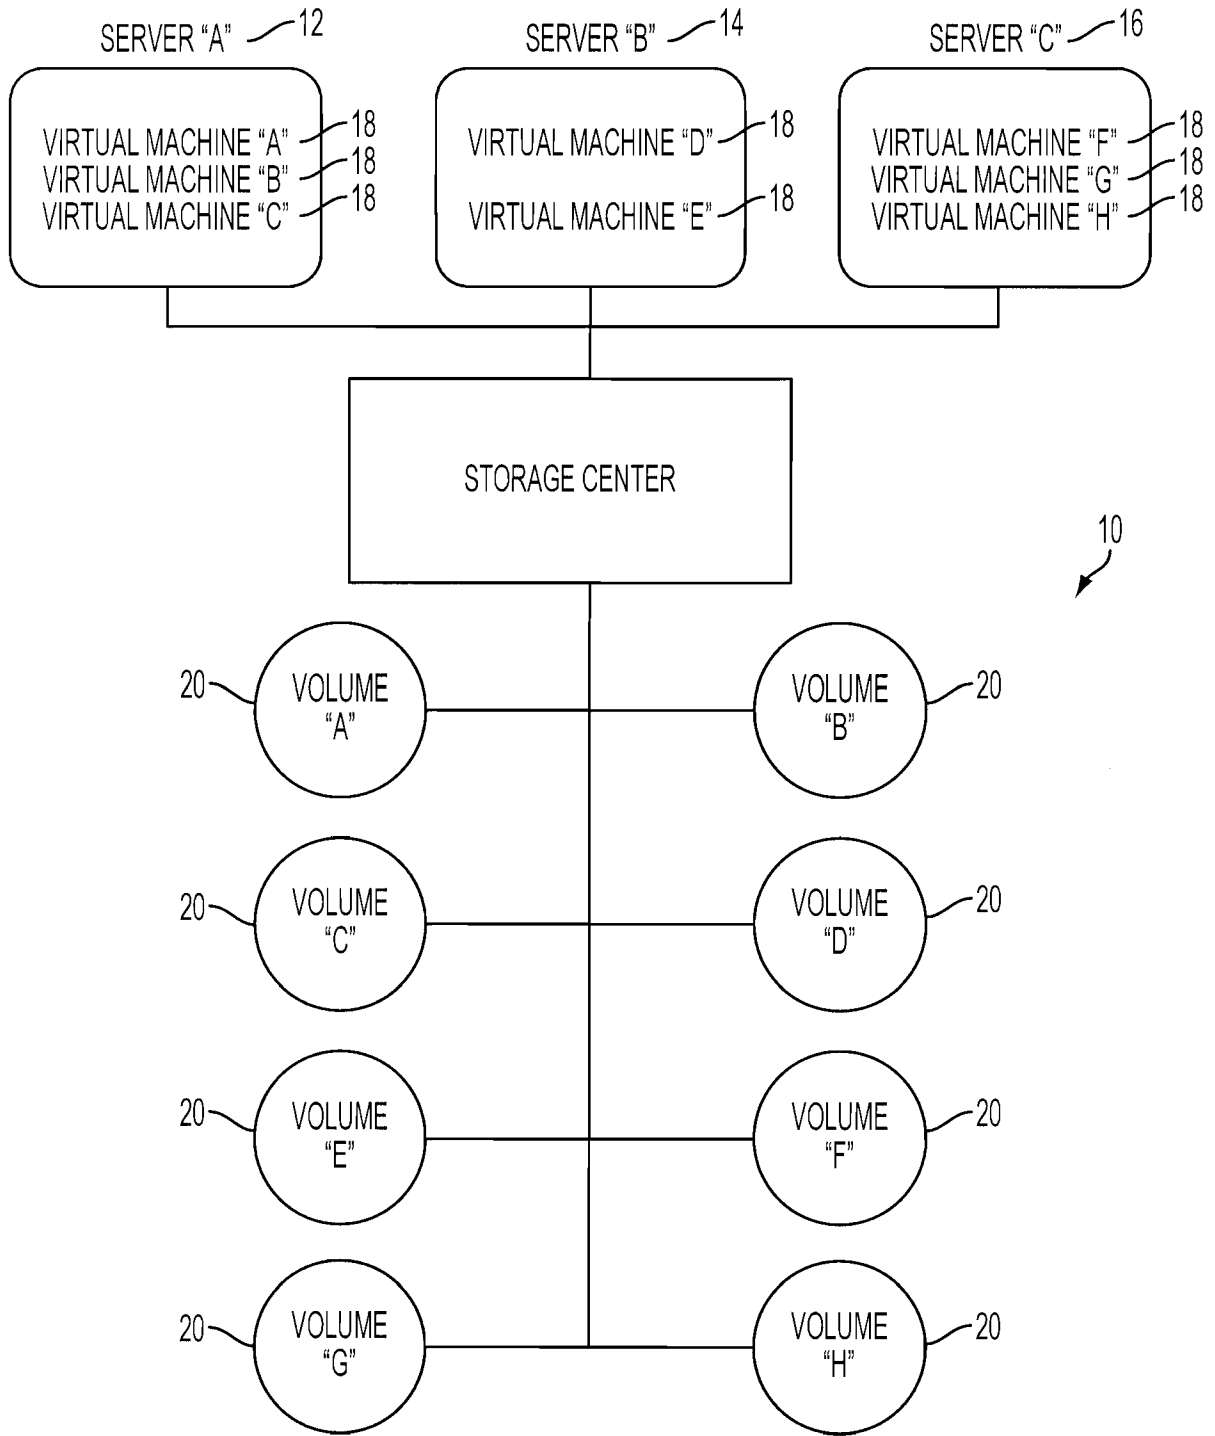 SERVER “A” 12
VIRTUAL MACHINE “A” 18
VIRTUAL MACHINE “B” 18
VIRTUAL MACHINE “C” 18
SERVER “B” 14
VIRTUAL MACHINE “D” 18
VIRTUAL MACHINE “E” 18
SERVER “C” 16
VIRTUAL MACHINE “F” 18
VIRTUAL MACHINE “G” 18
VIRTUAL MACHINE “H” 18
STORAGE CENTER
10
20
VOLUME
“A”
VOLUME
“B”
20
20
VOLUME
“C”
VOLUME
“D”
20
20
VOLUME
“E”
VOLUME
“F”
20
20
VOLUME
“G”
VOLUME
“H”
20